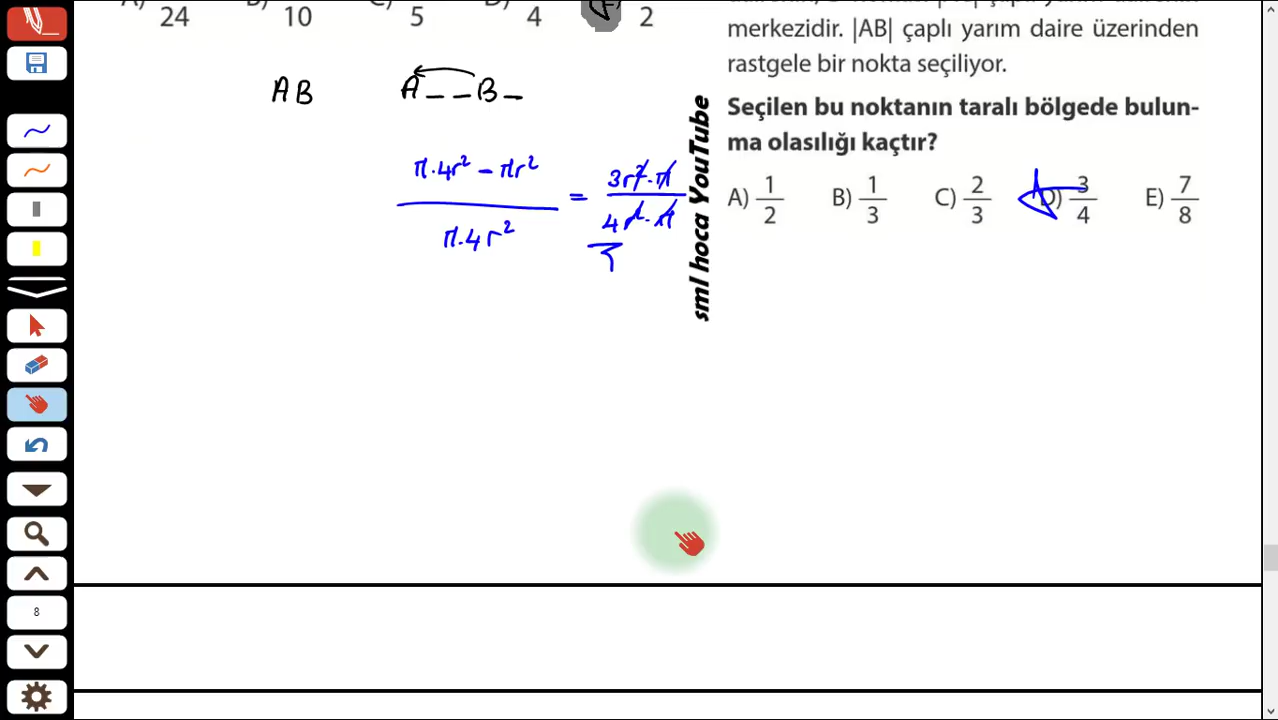 24 10 5 4 2
A B A _ _ B _
π·4r² - πr² / π·4r² = 3r²·π / 4r²·π
merkezidir. |AB| çaplı yarım daire üzerinden
rastgele bir nokta seçiliyor.
Seçilen bu noktanın taralı bölgede bulun-
ma olasılığı kaçtır?
A) 1/2 B) 1/3 C) 2/3 D) 3/4 E) 7/8
sml hoca YouTube
8